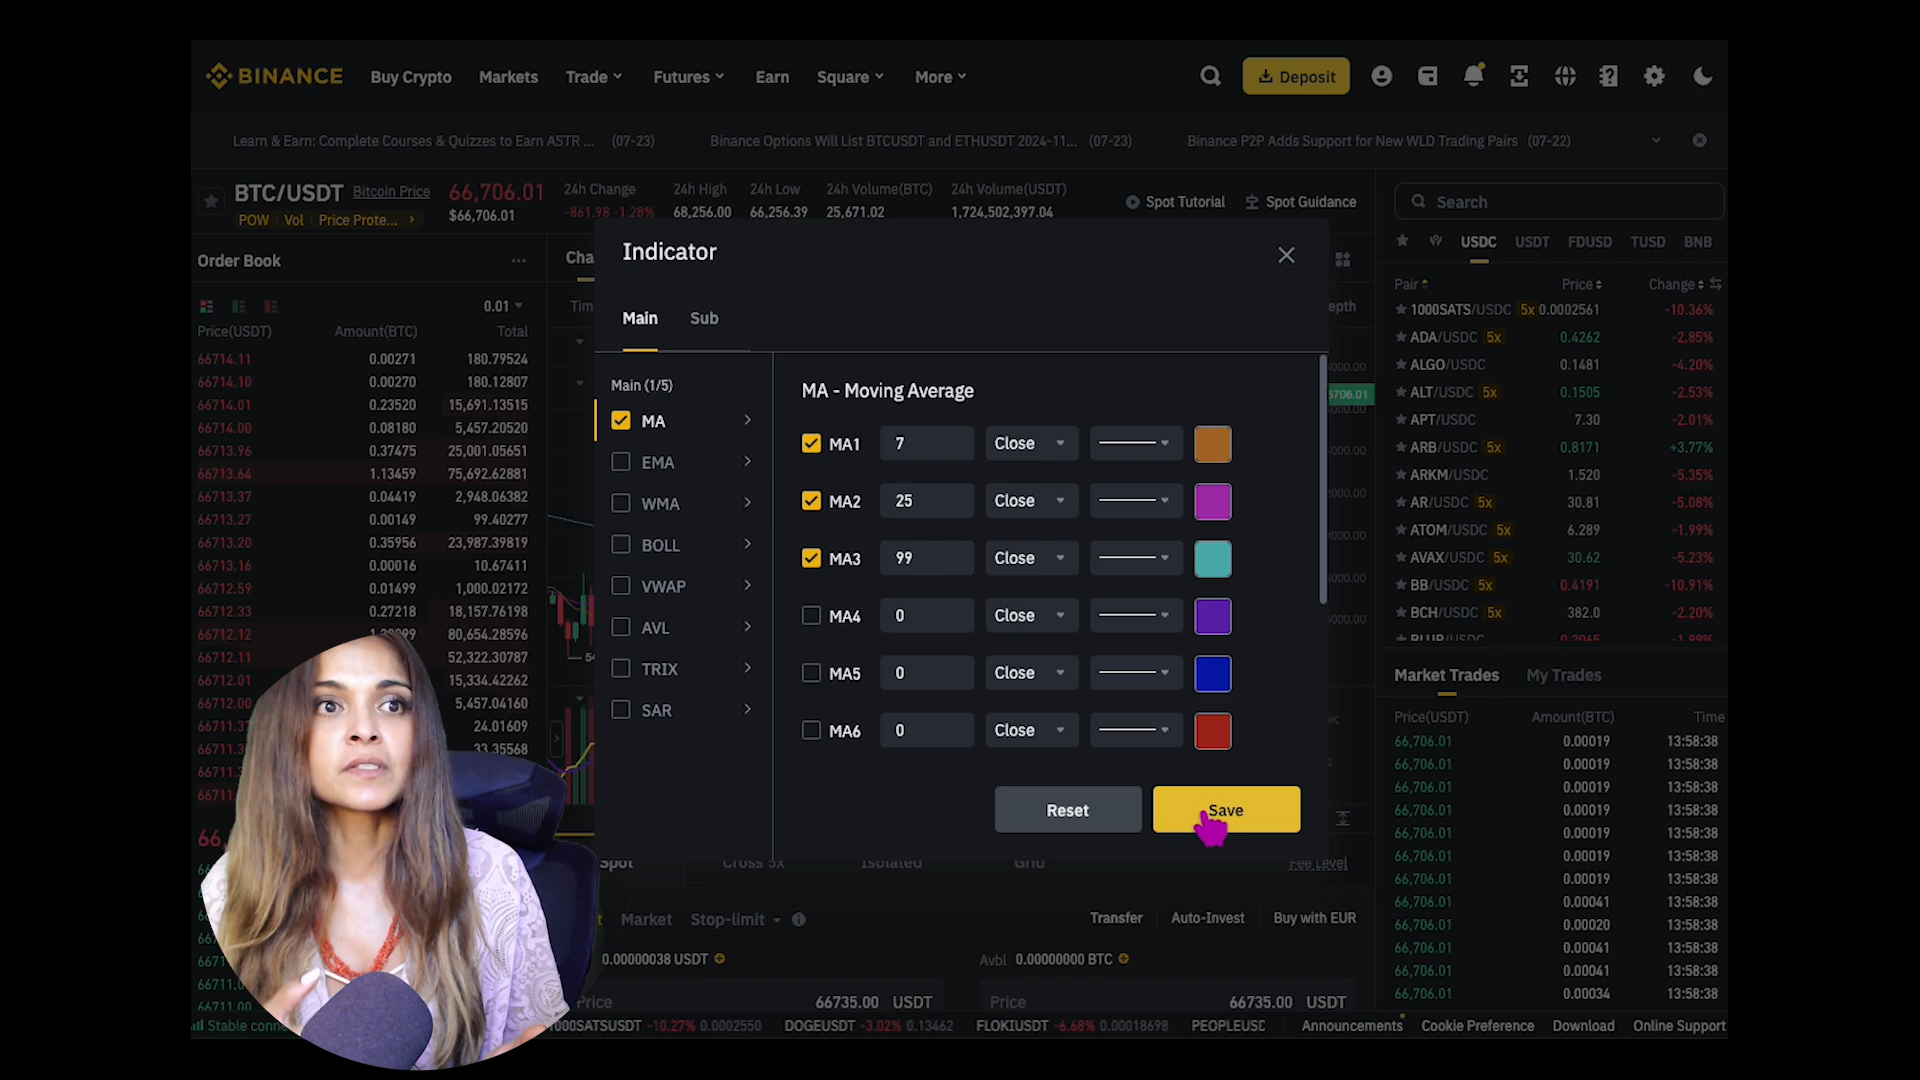 BINANCE
Buy Crypto
Markets
Trade
Futures
Earn
Square
More
Deposit
Learn & Earn: Complete Courses & Quizzes to Earn ASTR ... (07-23)
Binance Options Will List BTCUSDT and ETHUSDT 2024-11... (07-23)
Binance P2P Adds Support for New WLD Trading Pairs (07-22)
BTC/USDT
Bitcoin Price
66,706.01
$66,706.01
POW Vol Price Prote...
24h Change
-861.98 -1.28%
24h High
68,256.00
24h Low
66,256.39
24h Volume(BTC)
25,671.02
24h Volume(USDT)
1,724,502,397.04
Spot Tutorial
Spot Guidance
Search
USDC USDT FDUSD TUSD BNB
Order Book
0.01
Price(USDT) Amount(BTC) Total
66714.11 0.00271 180.79524
66714.10 0.00270 180.12807
66714.01 0.23520 15,691.13515
66714.00 0.08180 5,457.20520
66713.96 0.37475 25,001.05651
66713.64 1.13459 75,692.62881
66713.37 0.04419 2,948.06382
66713.27 0.00149 99.40277
66713.20 0.35956 23,987.39819
66713.16 0.00016 10.67411
66712.59 0.01499 1,000.02172
66712.33 0.27218 18,157.76198
66712.12 80,654.28596
66712.11 52,322.30787
66712.01 15,334.42262
66712.00 5,457.04160
24.01609
33.35568
Indicator
Main
Sub
Main (1/5)
MA
EMA
WMA
BOLL
VWAP
AVL
TRIX
SAR
MA - Moving Average
MA1 7 Close
MA2 25 Close
MA3 99 Close
MA4 0 Close
MA5 0 Close
MA6 0 Close
Reset
Save
Pair Price Change
1000SATS/USDC 5x 0.0002561 -10.36%
ADA/USDC 5x 0.4262 -2.85%
ALGO/USDC 0.1481 -4.20%
ALT/USDC 5x 0.1505 -2.53%
APT/USDC 7.30 -2.01%
ARB/USDC 5x 0.8171 +3.77%
ARKM/USDC 1.520 -5.35%
AR/USDC 5x 30.81 -5.08%
ATOM/USDC 5x 6.289 -1.99%
AVAX/USDC 5x 30.62 -5.23%
BB/USDC 5x 0.4191 -10.91%
BCH/USDC 5x 382.0 -2.20%
Market Trades
My Trades
Price(USDT) Amount(BTC) Time
66,706.01 0.00019 13:58:38
66,706.01 0.00019 13:58:38
66,706.01 0.00019 13:58:38
66,706.01 0.00019 13:58:38
66,706.01 0.00019 13:58:38
66,706.01 0.00019 13:58:38
66,706.01 0.00019 13:58:38
66,706.01 0.00041 13:58:38
66,706.01 0.00020 13:58:38
66,706.01 0.00041 13:58:38
66,706.01 0.00041 13:58:38
66,706.01 0.00034 13:58:38
Spot
Cross 5x
Isolated
Grid
Fee Level
Market
Stop-limit
Transfer
Auto-Invest
Buy with EUR
0.00000038 USDT
Avbl 0.00000000 BTC
Price 66735.00 USDT
Price 66735.00 USDT
Stable conne
1000SATSUSDT -10.27% 0.0002550
DOGEUSDT -3.02% 0.13462
FLOKIUSDT -6.68% 0.00018698
PEOPLEUSD
Announcements
Cookie Preference
Download
Online Support